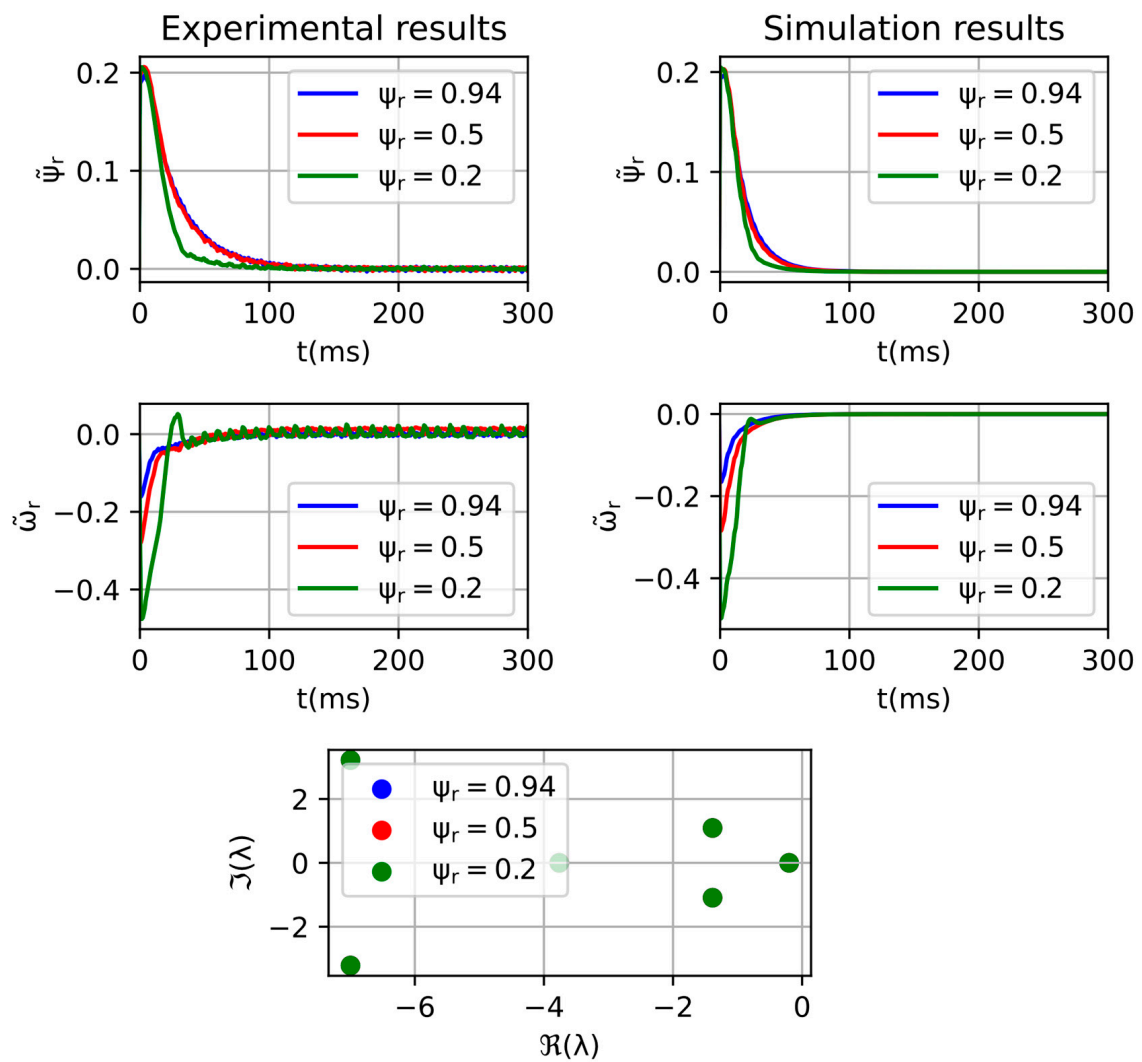 Experimental results
Simulation results
0.2
0.1
0.0
ψ̃r
ψr = 0.94
ψr = 0.5
ψr = 0.2
0 100 200 300
t(ms)
0.2
0.1
0.0
ψ̃r
ψr = 0.94
ψr = 0.5
ψr = 0.2
0 100 200 300
t(ms)
0.0
−0.2
−0.4
ω̃r
ψr = 0.94
ψr = 0.5
ψr = 0.2
0 100 200 300
t(ms)
0.0
−0.2
−0.4
ω̃r
ψr = 0.94
ψr = 0.5
ψr = 0.2
0 100 200 300
t(ms)
2
0
−2
ℑ(λ)
ψr = 0.94
ψr = 0.5
ψr = 0.2
−6 −4 −2 0
ℜ(λ)